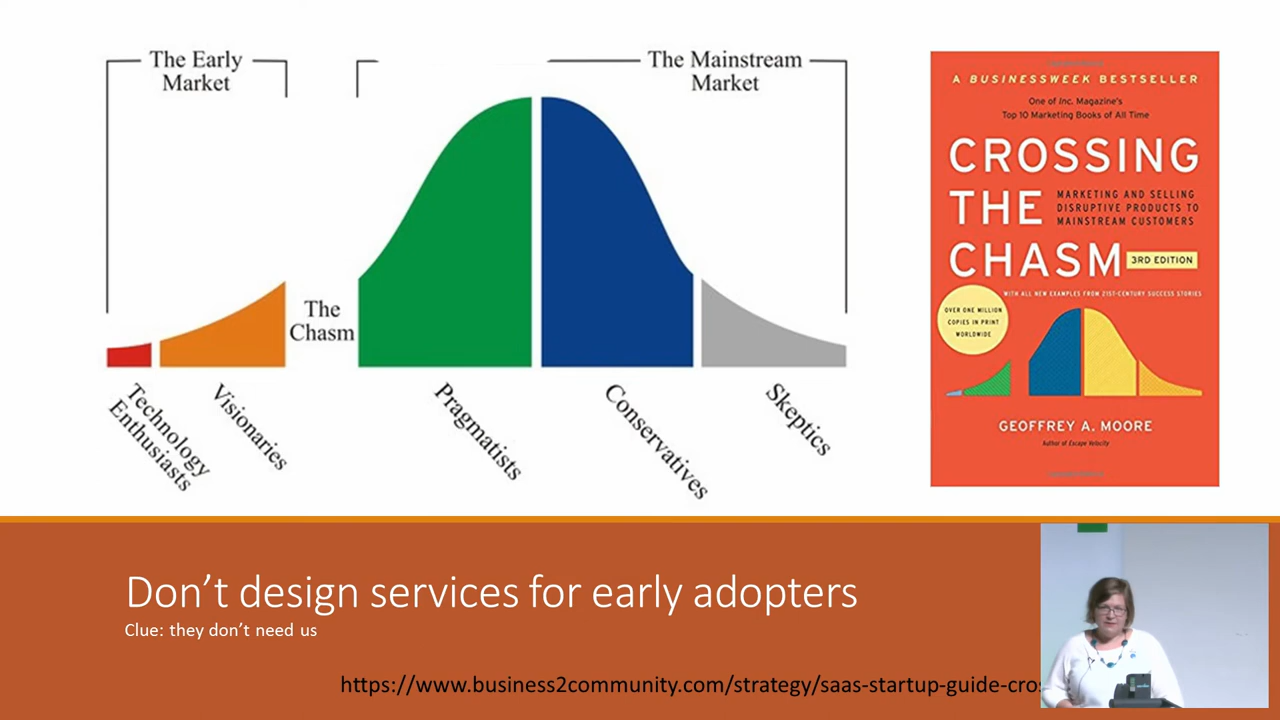 The Early
Market
The Mainstream
Market
The
Chasm
Technology
Enthusiasts
Visionaries
Pragmatists
Conservatives
Skeptics
A BUSINESSWEEK BESTSELLER
One of Inc. Magazine's
Top 10 Marketing Books of All Time
CROSSING
THE
MARKETING AND SELLING
DISRUPTIVE PRODUCTS TO
MAINSTREAM CUSTOMERS
CHASM
3RD EDITION
WITH ALL NEW EXAMPLES FROM 21ST-CENTURY SUCCESS STORIES
OVER ONE MILLION
COPIES IN PRINT
WORLDWIDE
GEOFFREY A. MOORE
Author of Escape Velocity
Don't design services for early adopters
Clue: they don't need us
https://www.business2community.com/strategy/saas-startup-guide-cros